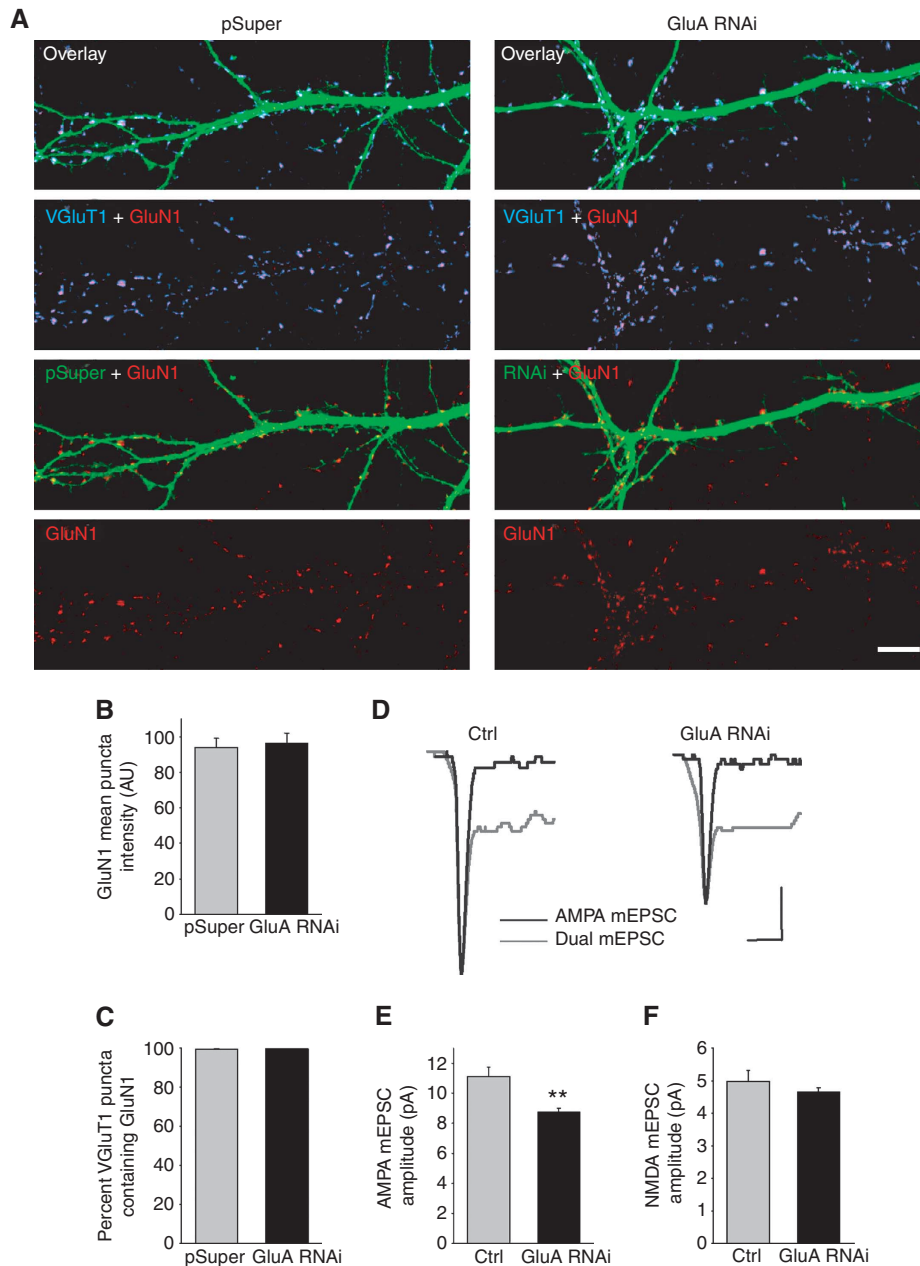 A
pSuper
GluA RNAi
Overlay
Overlay
VGluT1 + GluN1
VGluT1 + GluN1
pSuper + GluN1
RNAi + GluN1
GluN1
GluN1
B
GluN1 mean puncta
intensity (AU)
100
80
60
40
20
0
pSuper
GluA RNAi
D
Ctrl
GluA RNAi
AMPA mEPSC
Dual mEPSC
C
Percent VGluT1 puncta
containing GluN1
100
80
60
40
20
0
pSuper
GluA RNAi
E
AMPA mEPSC
amplitude (pA)
12
10
8
6
4
2
0
**
Ctrl
GluA RNAi
F
NMDA mEPSC
amplitude (pA)
6
5
4
3
2
1
0
Ctrl
GluA RNAi